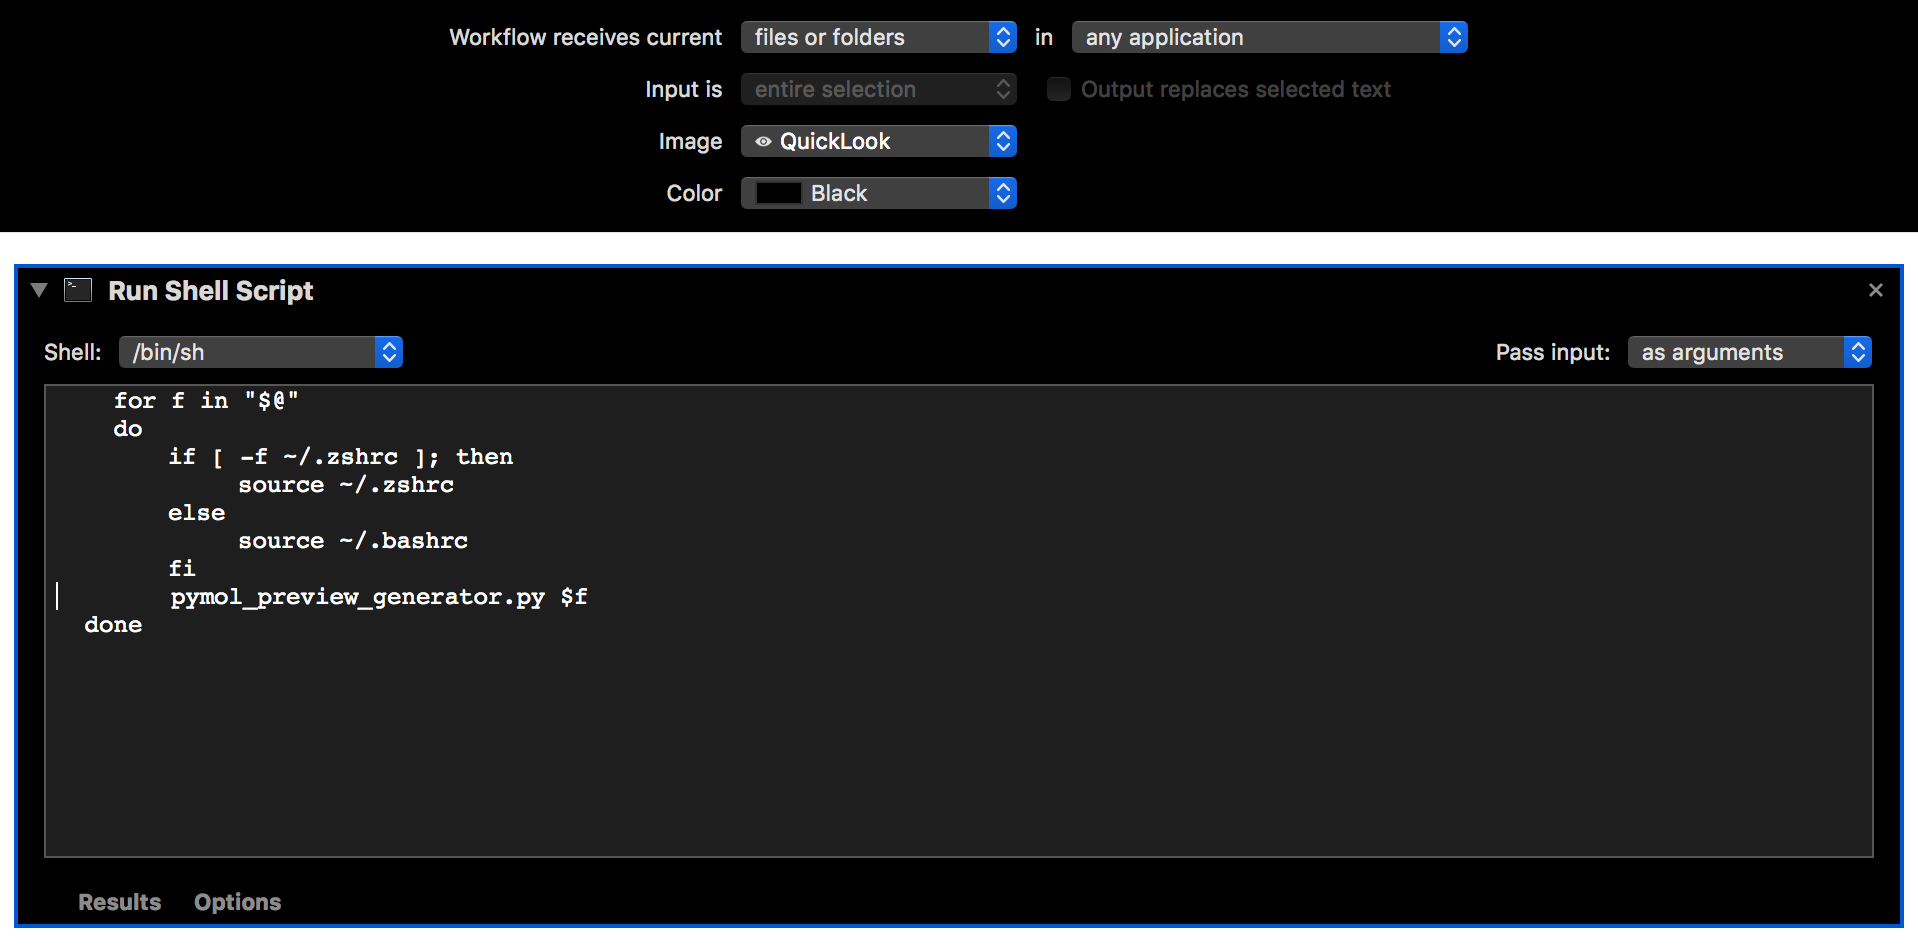 Workflow receives current files or folders in any application
Input is entire selection Output replaces selected text
Image QuickLook
Color Black
Run Shell Script
Shell: /bin/sh Pass input: as arguments
for f in "$@"
do
if [ -f ~/.zshrc ]; then
source ~/.zshrc
else
source ~/.bashrc
fi
pymol_preview_generator.py $f
done
Results Options